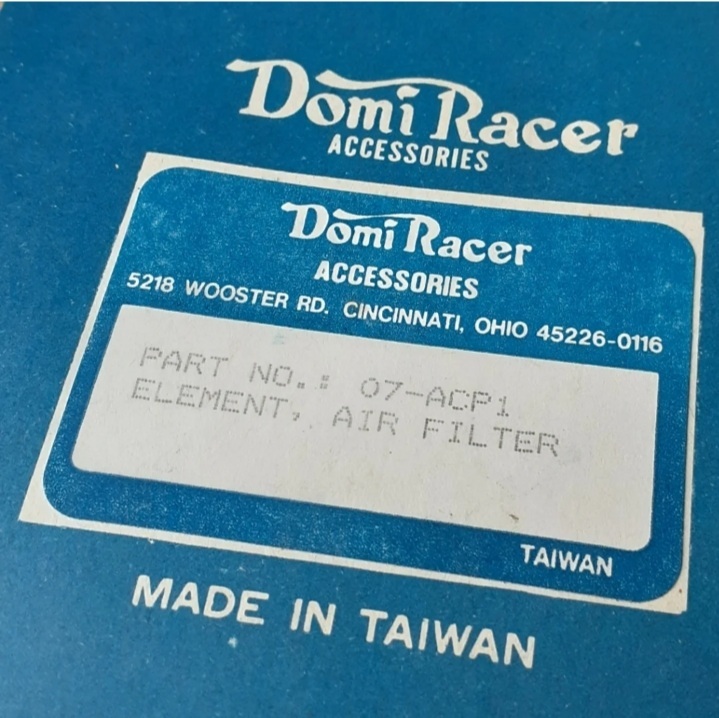 Domi Racer
ACCESSORIES
Domi Racer
ACCESSORIES
5218 WOOSTER RD. CINCINNATI, OHIO 45226-0116
PART NO.: 07-ACP1
ELEMENT, AIR FILTER
TAIWAN
MADE IN TAIWAN